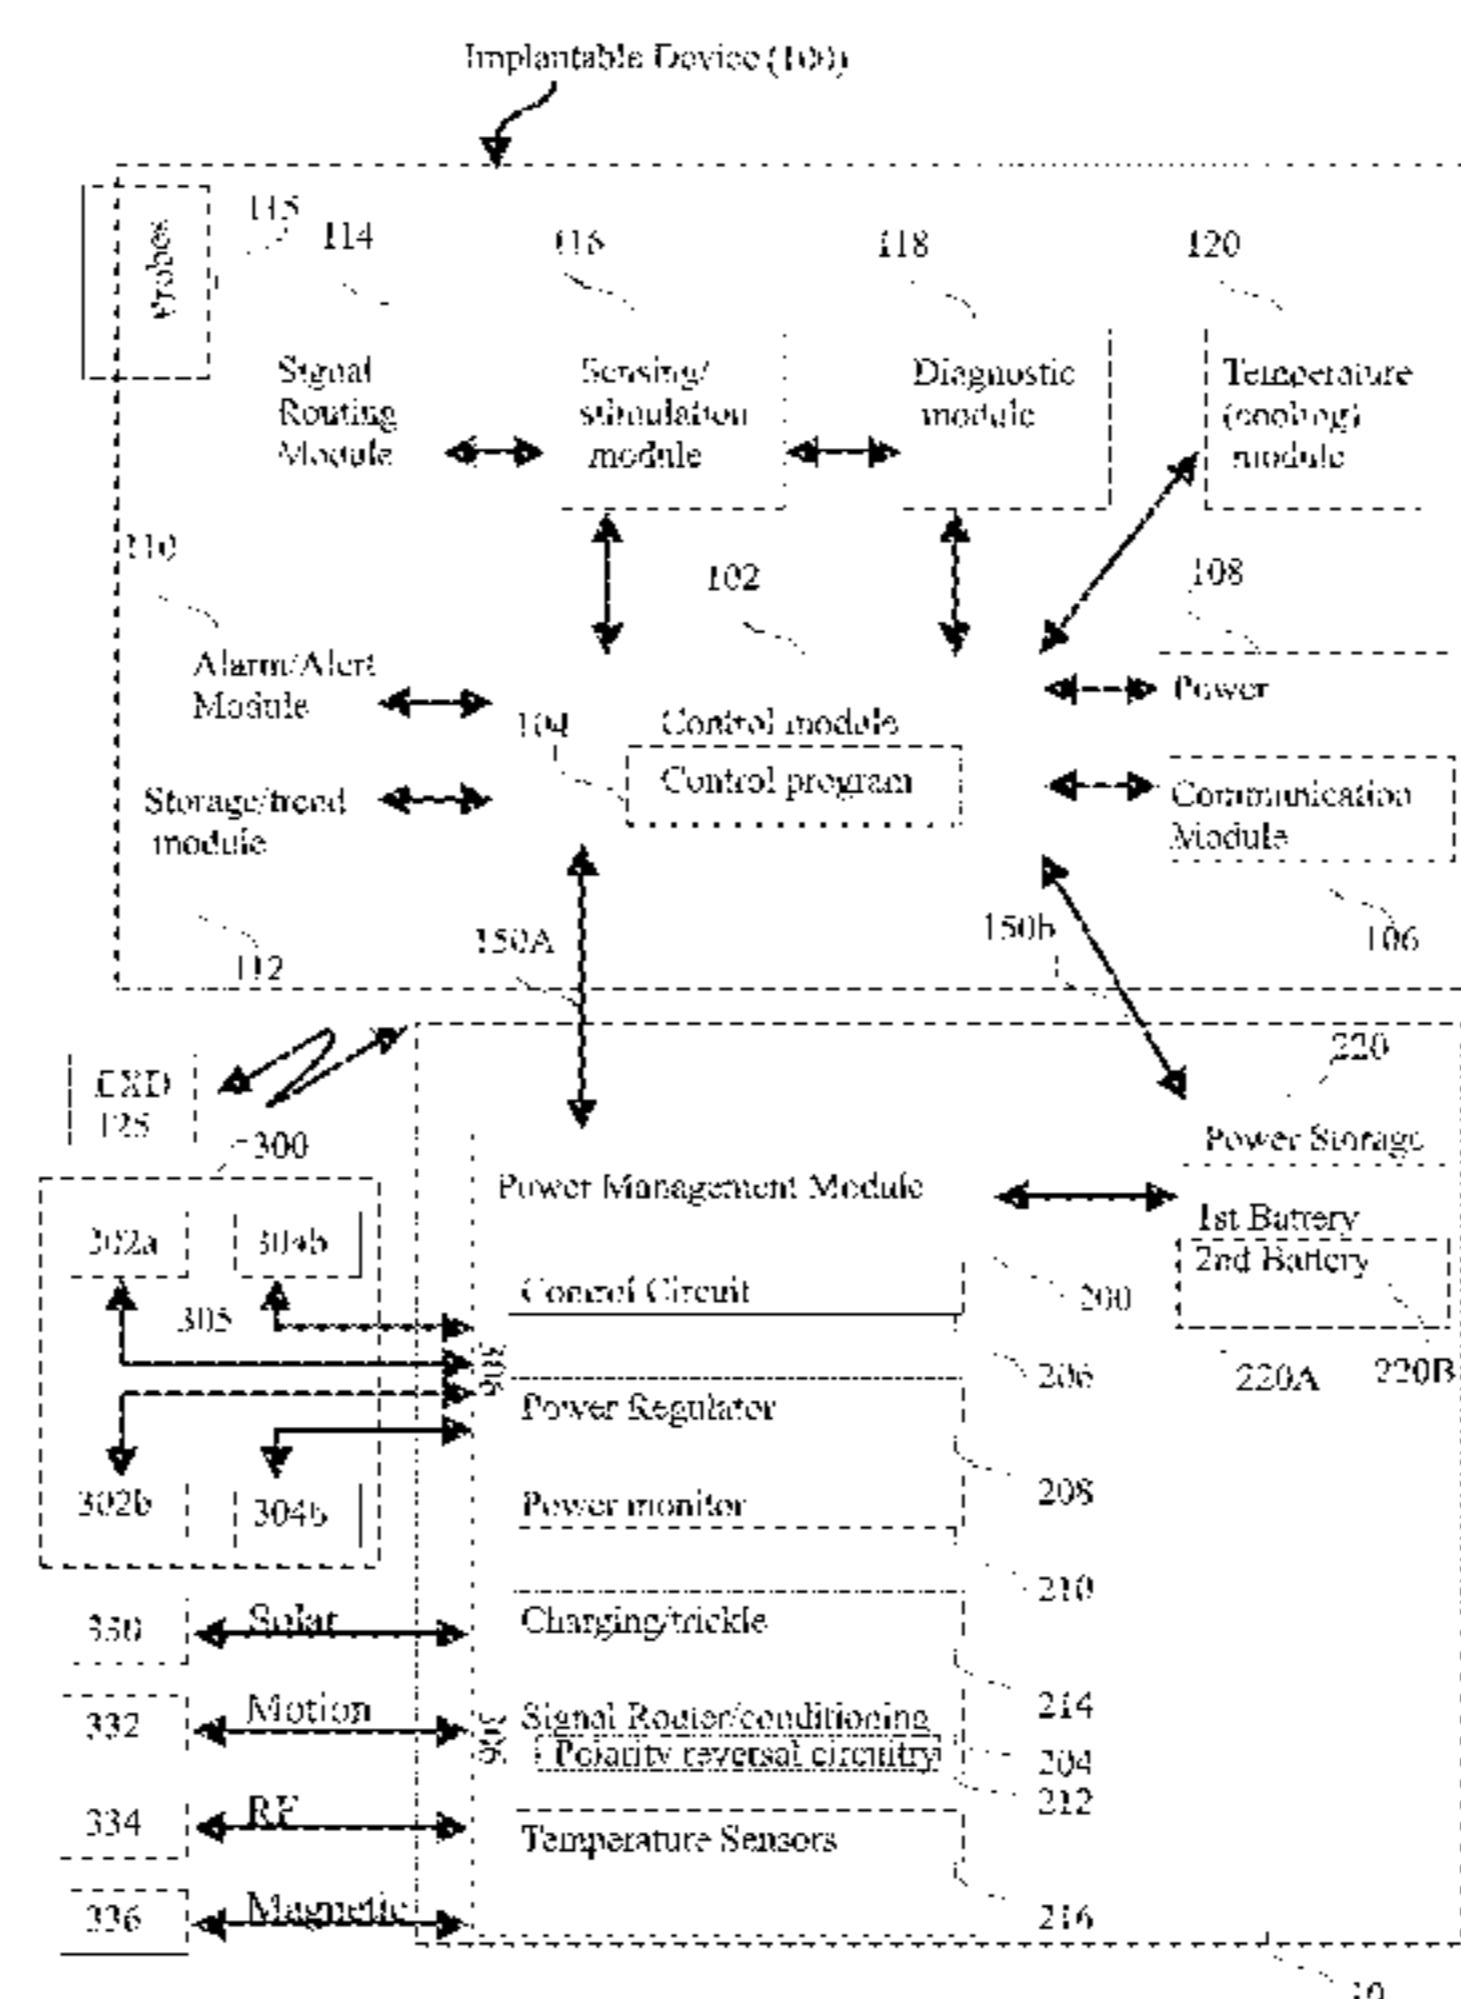 Implantable Device (100)
115
114
116
118
120
Probes
Signal
Routing
Module
Sensing/
stimulation
module
Diagnostic
module
Temperature
(cooling)
module
110
102
108
Alarm/Alert
Module
Power
104
Control module
Control program
Storage/trend
module
Communication
Module
112
150A
150b
106
EXD
125
220
300
Power Storage
Power Management Module
1st Battery
2nd Battery
302a
304b
305
Control Circuit
200
206
220A
220B
306
Power Regulator
208
302b
304b
Power monitor
210
330
Solar
Charging/trickle
214
332
Motion
306
Signal Router/conditioning
Polarity reversal circuitry
204
212
334
RF
Temperature Sensors
336
Magnetic
216
10